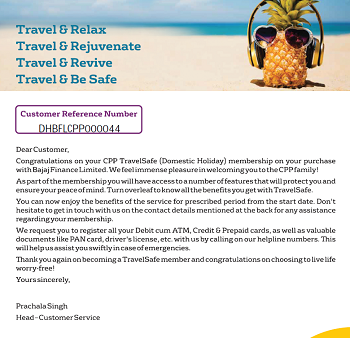 Travel & Relax
Travel & Rejuvenate
Travel & Revive
Travel & Be Safe
Customer Reference Number
DHBFLCPP000044
Dear Customer,
Congratulations on your CPP TravelSafe (Domestic Holiday) membership on your purchase
with Bajaj Finance Limited. We feel immense pleasure in welcoming you to the CPP family!
As part of the membership you will have access to a number of features that will protect you and
ensure your peace of mind. Turn overleaf to know all the benefits you get with TravelSafe.
You can now enjoy the benefits of the service for prescribed period from the start date. Don't
hesitate to get in touch with us on the contact details mentioned at the back for any assistance
regarding your membership.
We request you to register all your Debit cum ATM, Credit & Prepaid cards, as well as valuable
documents like PAN card, driver's license, etc. with us by calling on our helpline numbers. This
will help us assist you swiftly in case of emergencies.
Thank you again on becoming a TravelSafe member and congratulations on choosing to live life
worry-free!
Yours sincerely,
Prachala Singh
Head-Customer Service